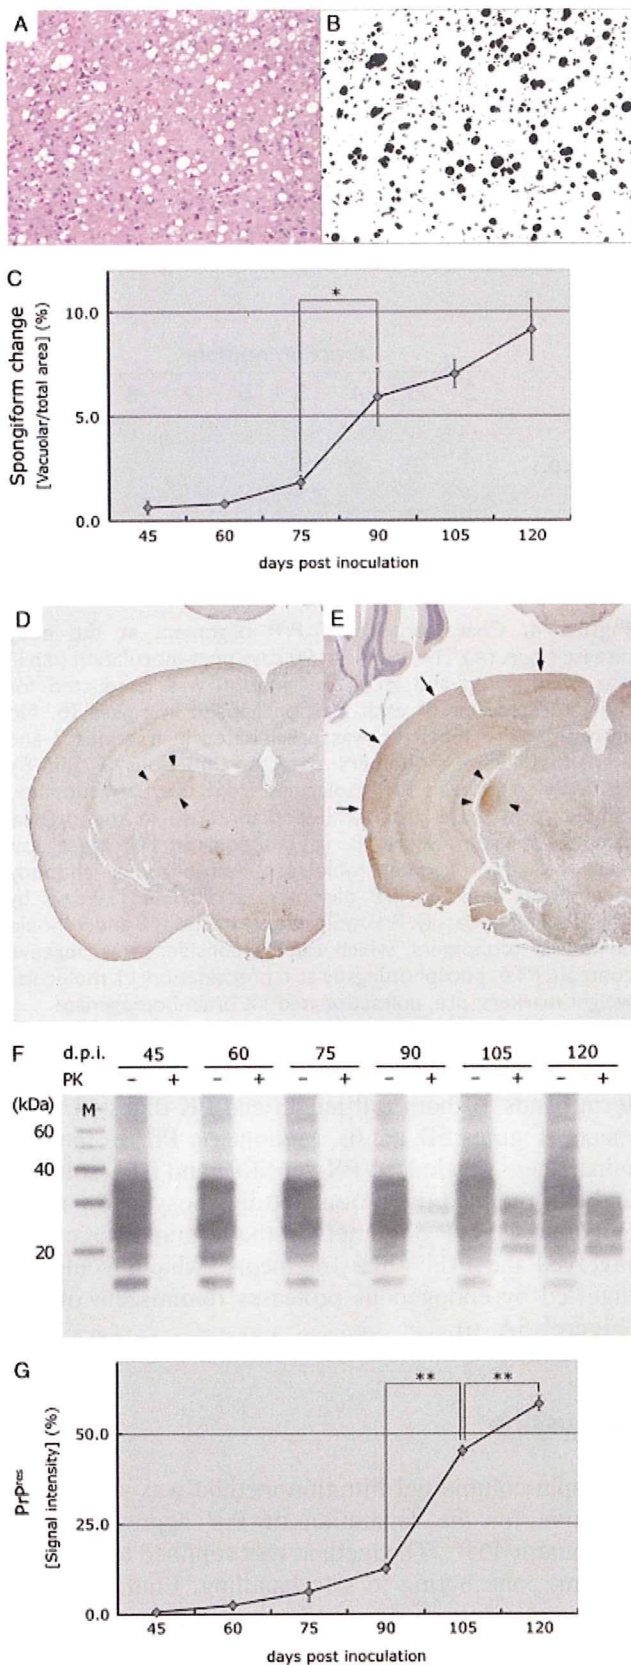 A
B
C
Spongiform change
[Vacuolar/total area] (%)
10.0
5.0
0.0
*
45 60 75 90 105 120
days post inoculation
D
E
F
d.p.i. 45 60 75 90 105 120
PK - + - + - + - + - + - +
(kDa) M
60
40
30
20
G
PrPres
[Signal intensity] (%)
50.0
25.0
0.0
** **
45 60 75 90 105 120
days post inoculation